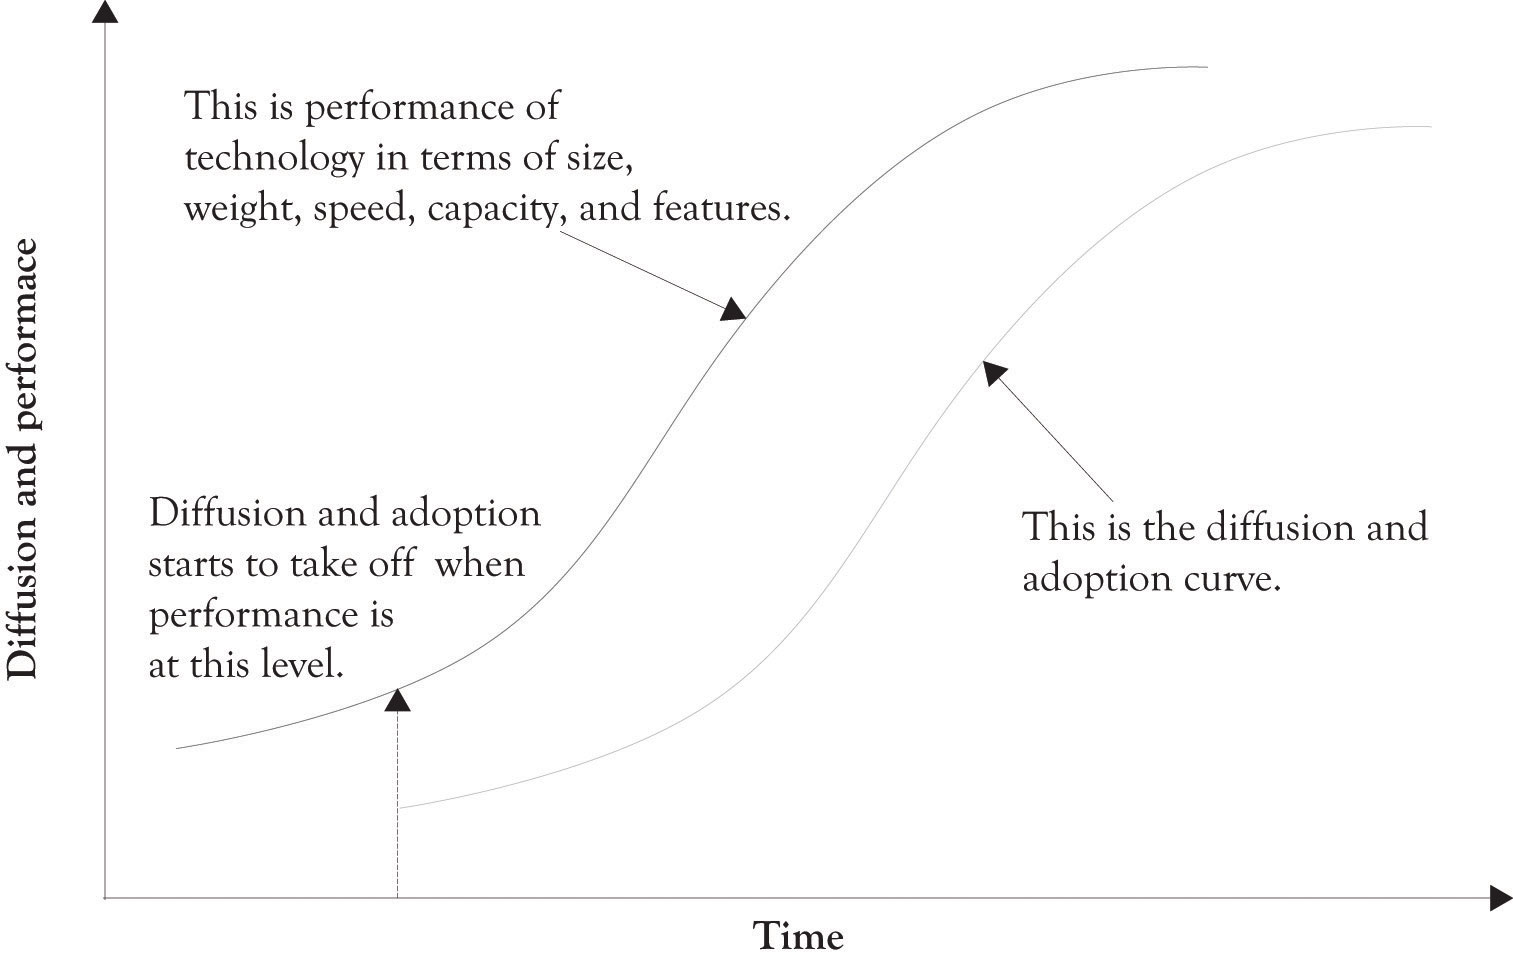 This is performance of
technology in terms of size,
weight, speed, capacity, and features.
Diffusion and performace
Diffusion and adoption
starts to take off  when
performance is
at this level.
This is the diffusion and
adoption curve.
Time